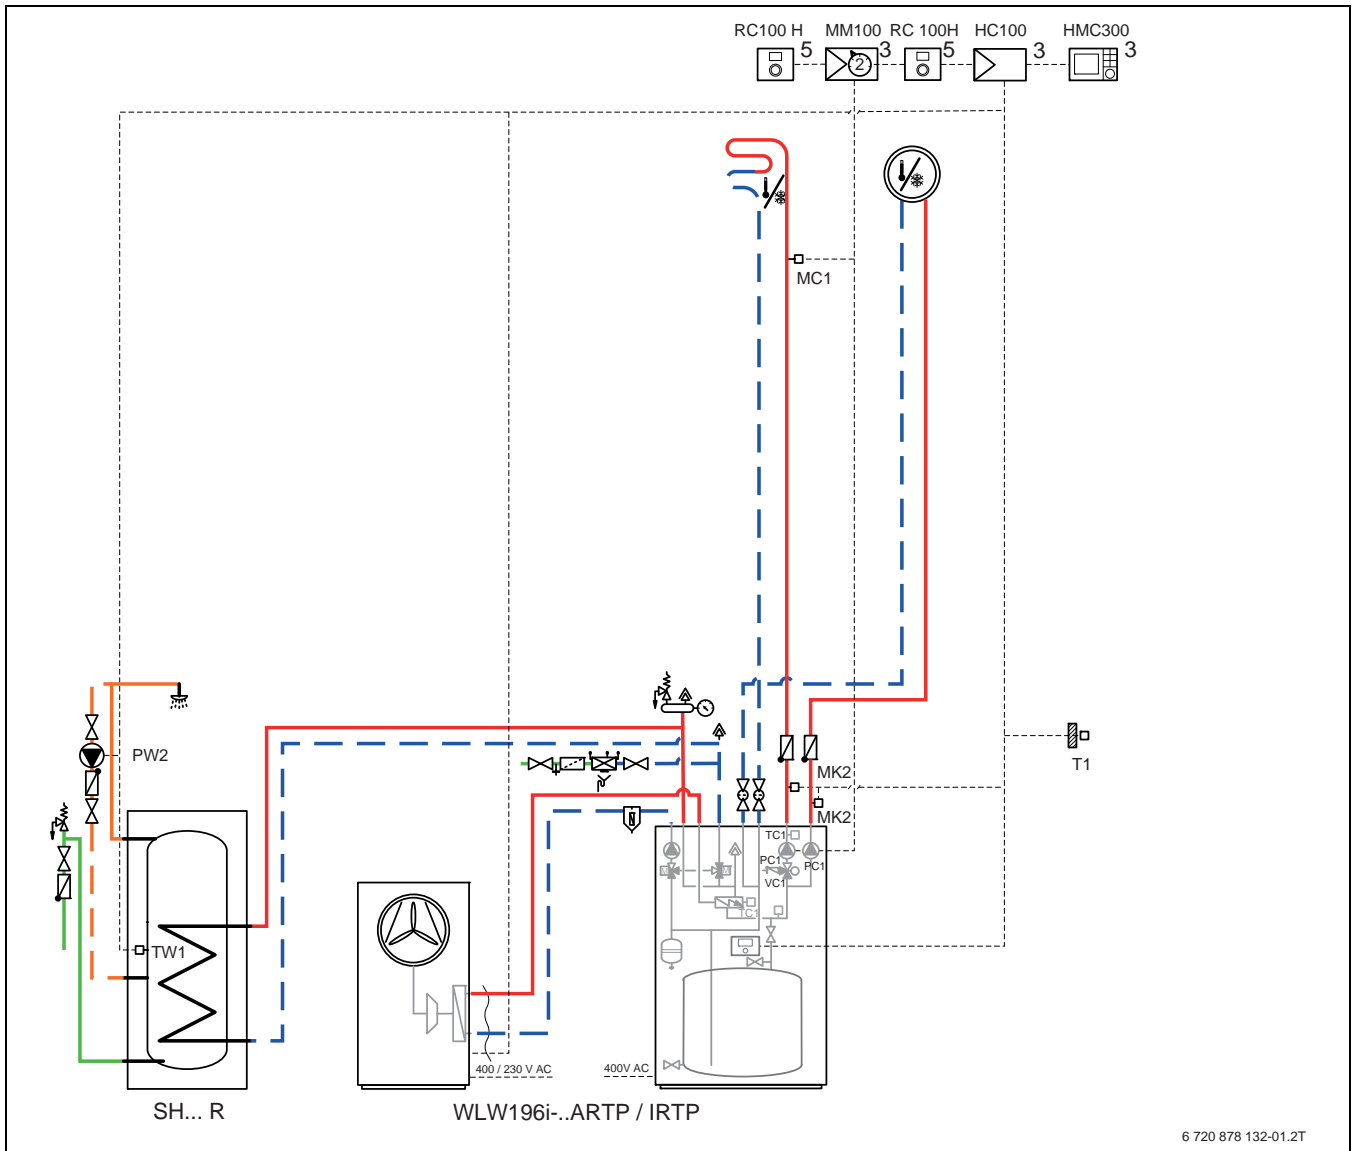 RC100 H MM100 RC 100H HC100 HMC300
5 2 3 5 3 3
MC1
PW2
T1
MK2
MK2
TC1
PC1
PC1
M
M
VC1
TC1
TW1
400 / 230 V AC
400V AC
SH... R
WLW196i-..ARTP / IRTP
6 720 878 132-01.2T